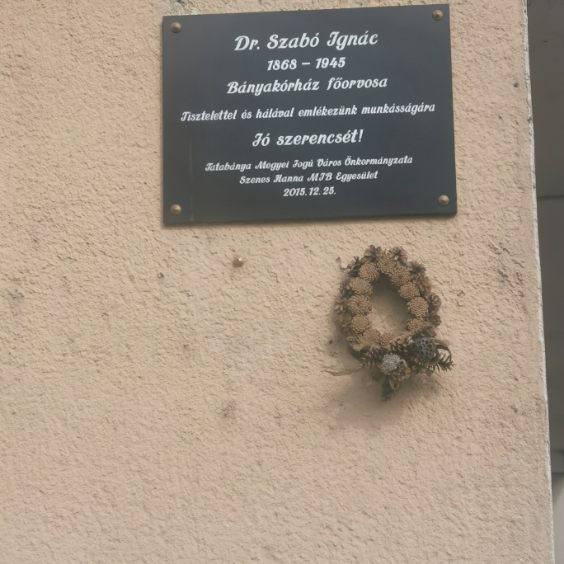 Dr. Szabó Ignác
1868 – 1945
Bányakórház főorvosa
Tisztelettel és hálával emlékezünk munkásságára
Jó szerencsét!
Tatabánya Megyei Jogú Város Önkormányzata
Szenes Hanna MIB Egyesület
2015. 12. 25.